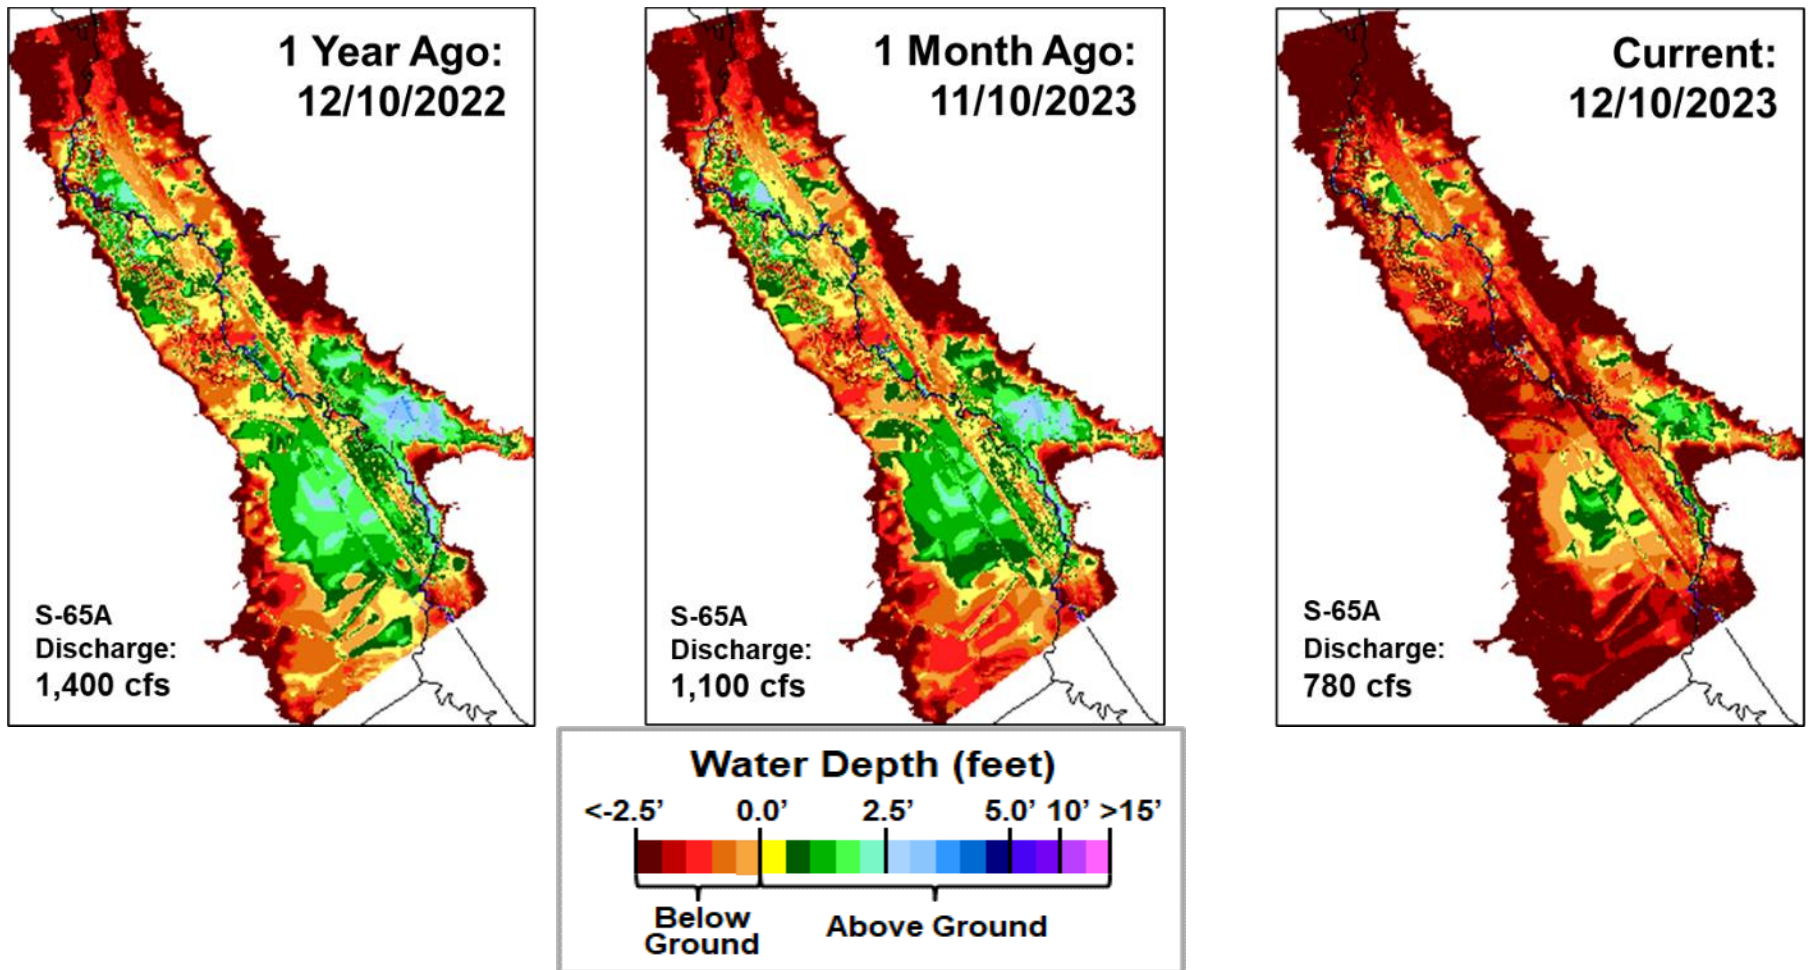 1 Year Ago:
12/10/2022
S-65A
Discharge:
1,400 cfs
1 Month Ago:
11/10/2023
S-65A
Discharge:
1,100 cfs
Current:
12/10/2023
S-65A
Discharge:
780 cfs
Water Depth (feet)
<-2.5’ 0.0’ 2.5’ 5.0’ 10’ >15’
Below
Ground
Above Ground